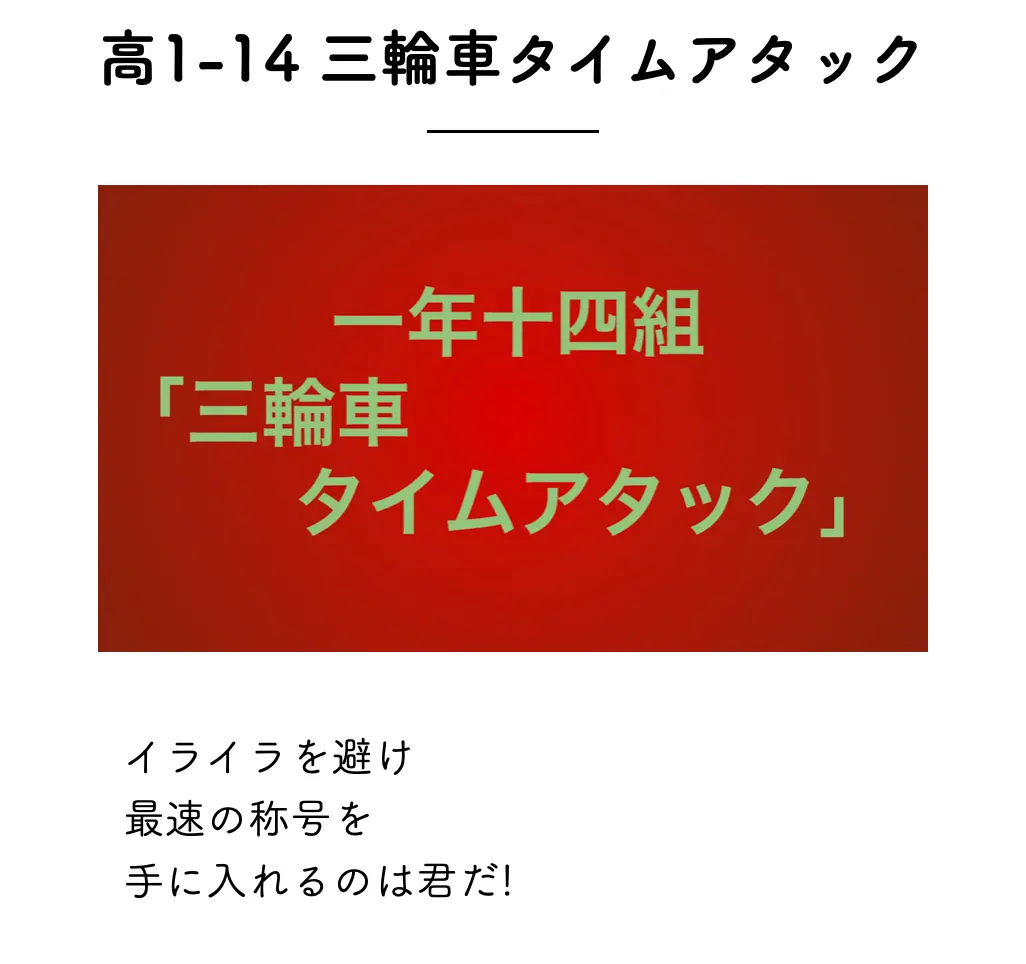 高1-14 三輪車タイムアタック
一年十四組
「三輪車
タイムアタック」
イライラを避け
最速の称号を
手に入れるのは君だ!